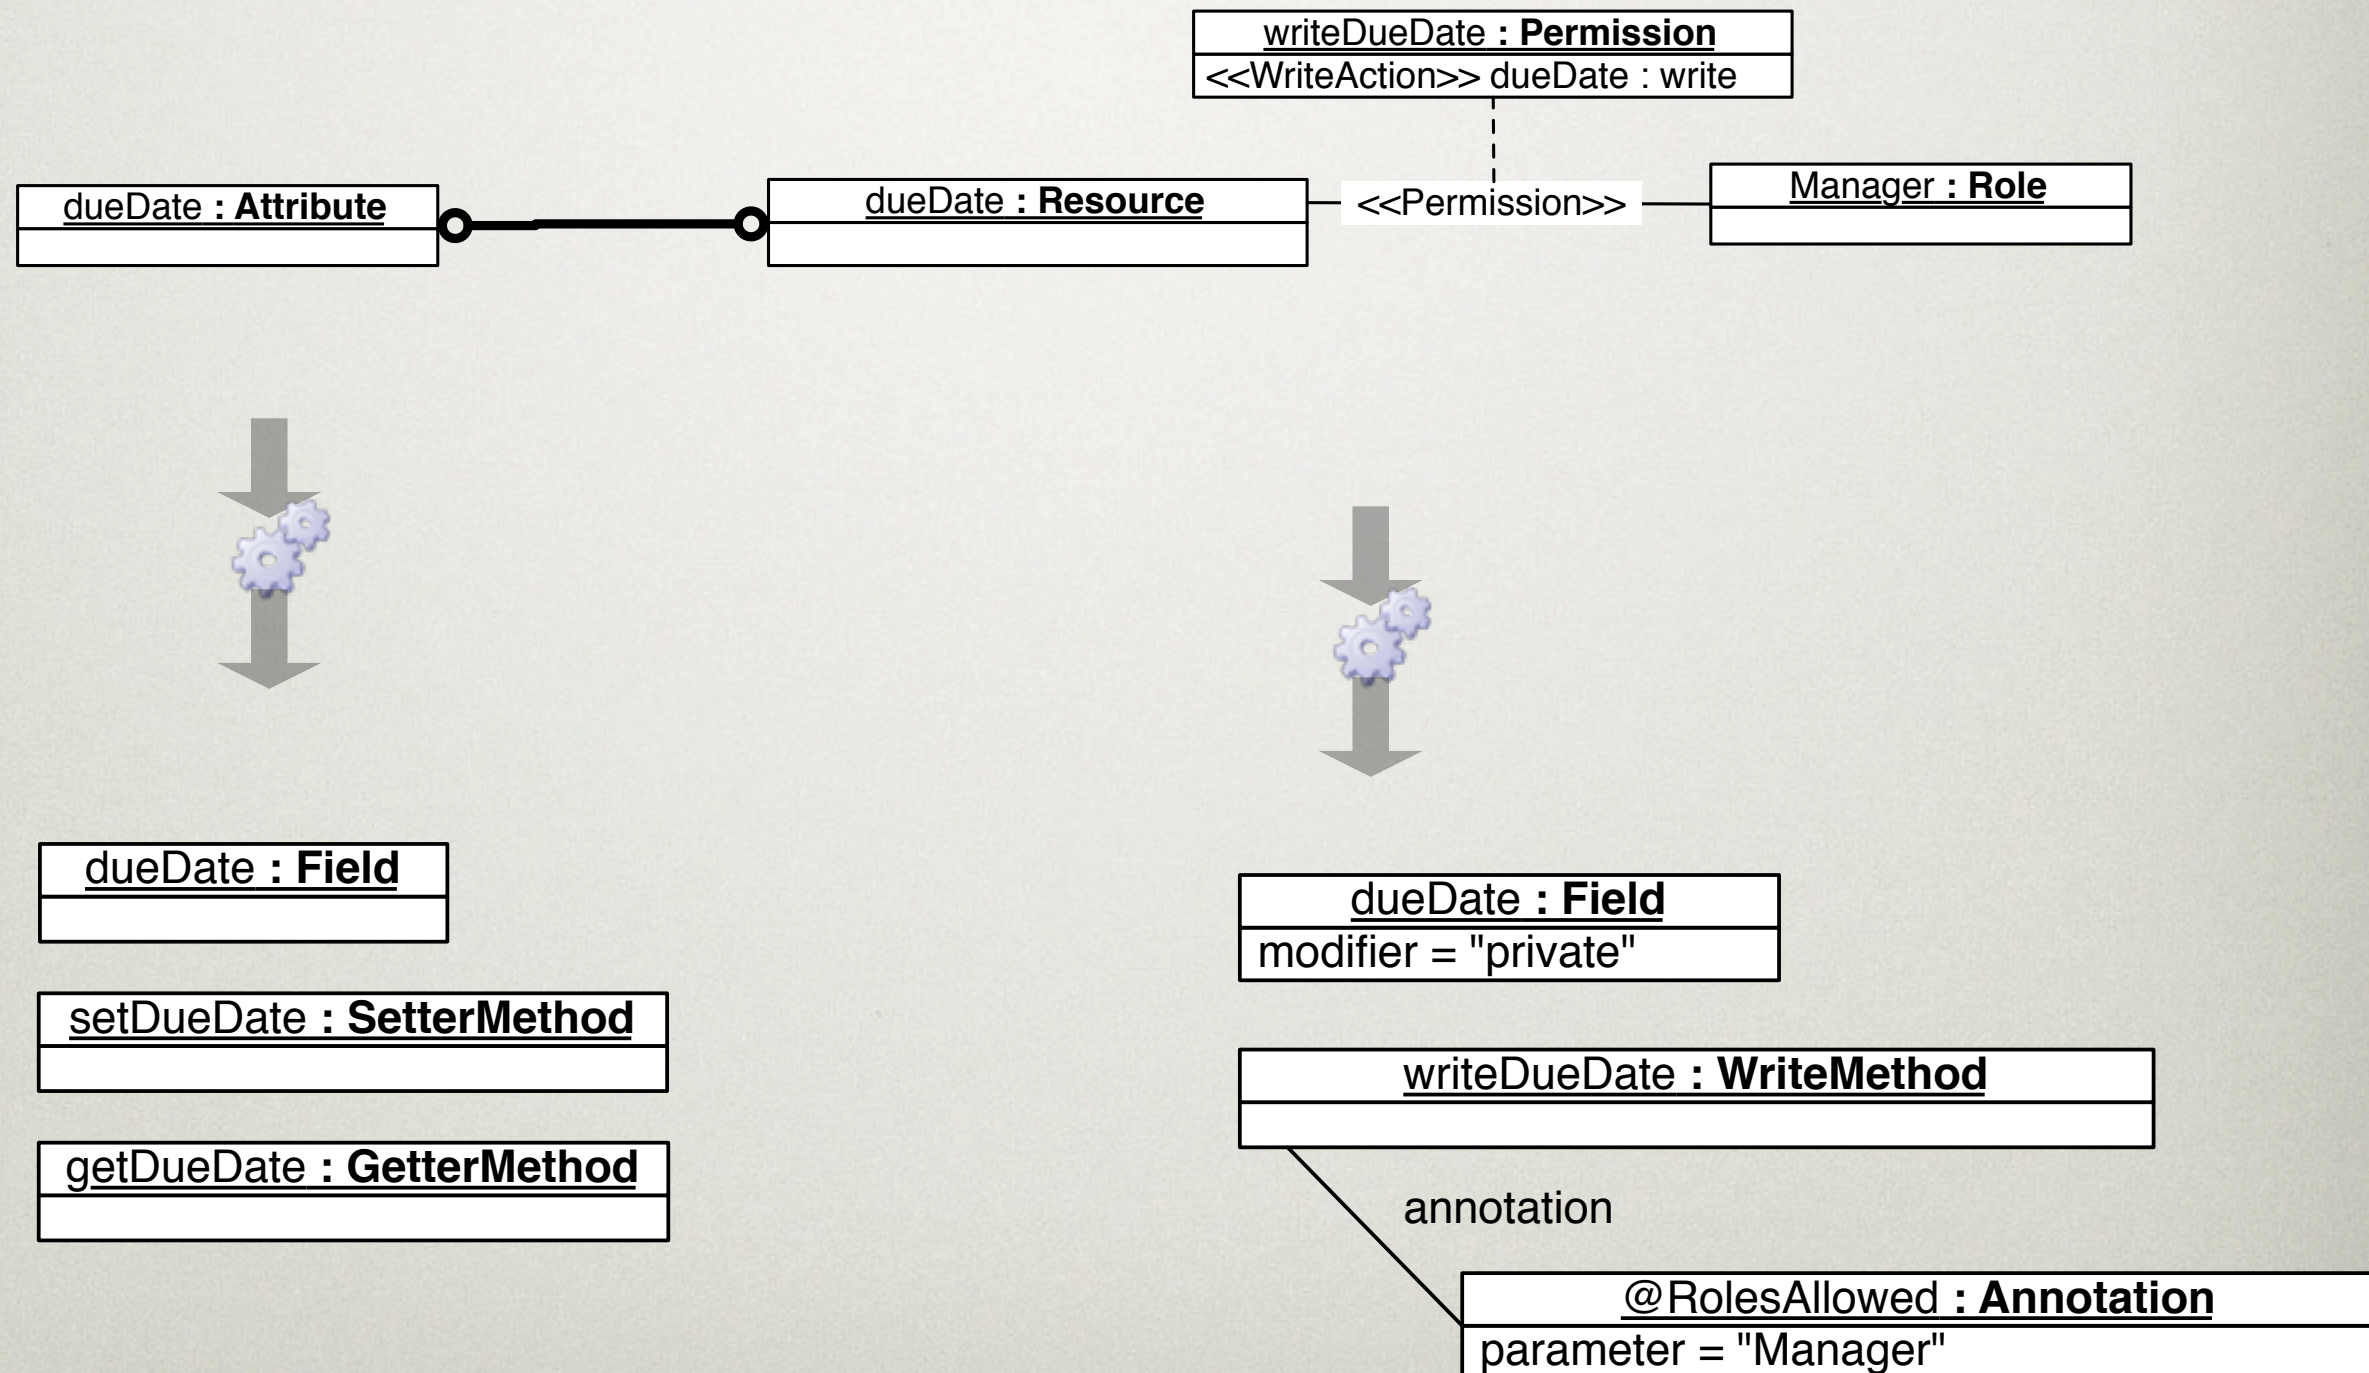 writeDueDate : Permission
<<WriteAction>> dueDate : write
dueDate : Attribute
dueDate : Resource
<<Permission>>
Manager : Role
dueDate : Field
setDueDate : SetterMethod
getDueDate : GetterMethod
dueDate : Field
modifier = "private"
writeDueDate : WriteMethod
annotation
@RolesAllowed : Annotation
parameter = "Manager"